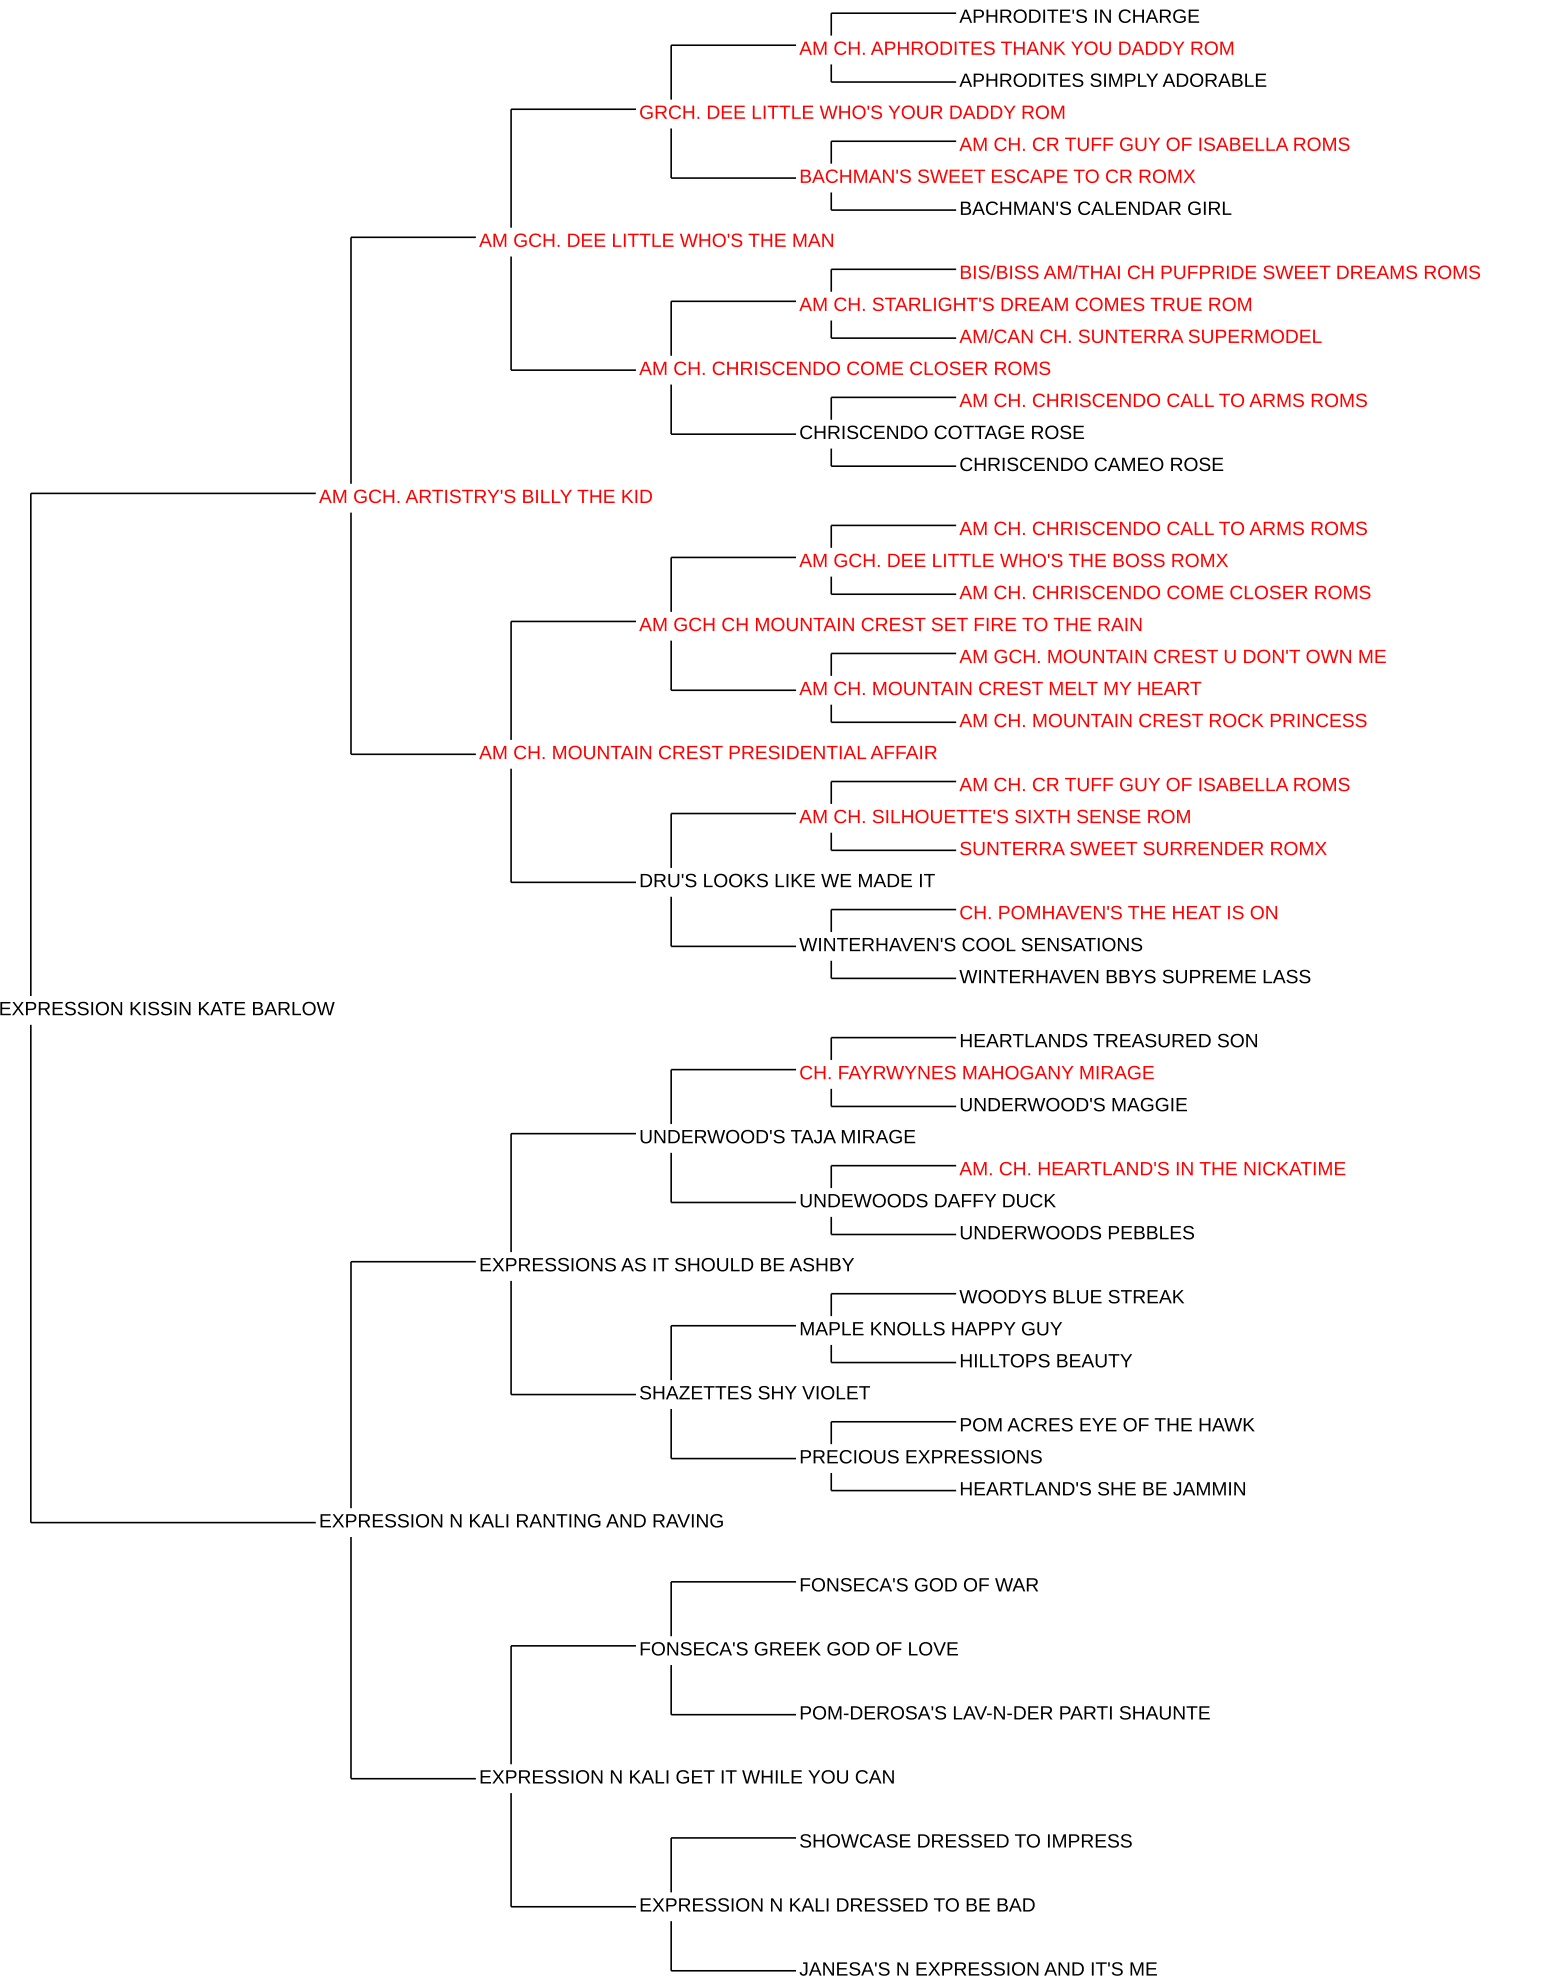 APHRODITE'S IN CHARGE
AM CH. APHRODITES THANK YOU DADDY ROM
APHRODITES SIMPLY ADORABLE
GRCH. DEE LITTLE WHO'S YOUR DADDY ROM
AM CH. CR TUFF GUY OF ISABELLA ROMS
BACHMAN'S SWEET ESCAPE TO CR ROMX
BACHMAN'S CALENDAR GIRL
AM GCH. DEE LITTLE WHO'S THE MAN
BIS/BISS AM/THAI CH PUFPRIDE SWEET DREAMS ROMS
AM CH. STARLIGHT'S DREAM COMES TRUE ROM
AM/CAN CH. SUNTERRA SUPERMODEL
AM CH. CHRISCENDO COME CLOSER ROMS
AM CH. CHRISCENDO CALL TO ARMS ROMS
CHRISCENDO COTTAGE ROSE
CHRISCENDO CAMEO ROSE
AM GCH. ARTISTRY'S BILLY THE KID
AM CH. CHRISCENDO CALL TO ARMS ROMS
AM GCH. DEE LITTLE WHO'S THE BOSS ROMX
AM CH. CHRISCENDO COME CLOSER ROMS
AM GCH CH MOUNTAIN CREST SET FIRE TO THE RAIN
AM GCH. MOUNTAIN CREST U DON'T OWN ME
AM CH. MOUNTAIN CREST MELT MY HEART
AM CH. MOUNTAIN CREST ROCK PRINCESS
AM CH. MOUNTAIN CREST PRESIDENTIAL AFFAIR
AM CH. CR TUFF GUY OF ISABELLA ROMS
AM CH. SILHOUETTE'S SIXTH SENSE ROM
SUNTERRA SWEET SURRENDER ROMX
DRU'S LOOKS LIKE WE MADE IT
CH. POMHAVEN'S THE HEAT IS ON
WINTERHAVEN'S COOL SENSATIONS
WINTERHAVEN BBYS SUPREME LASS
EXPRESSION KISSIN KATE BARLOW
HEARTLANDS TREASURED SON
CH. FAYRWYNES MAHOGANY MIRAGE
UNDERWOOD'S MAGGIE
UNDERWOOD'S TAJA MIRAGE
AM. CH. HEARTLAND'S IN THE NICKATIME
UNDEWOODS DAFFY DUCK
UNDERWOODS PEBBLES
EXPRESSIONS AS IT SHOULD BE ASHBY
WOODYS BLUE STREAK
MAPLE KNOLLS HAPPY GUY
HILLTOPS BEAUTY
SHAZETTES SHY VIOLET
POM ACRES EYE OF THE HAWK
PRECIOUS EXPRESSIONS
HEARTLAND'S SHE BE JAMMIN
EXPRESSION N KALI RANTING AND RAVING
FONSECA'S GOD OF WAR
FONSECA'S GREEK GOD OF LOVE
POM-DEROSA'S LAV-N-DER PARTI SHAUNTE
EXPRESSION N KALI GET IT WHILE YOU CAN
SHOWCASE DRESSED TO IMPRESS
EXPRESSION N KALI DRESSED TO BE BAD
JANESA'S N EXPRESSION AND IT'S ME